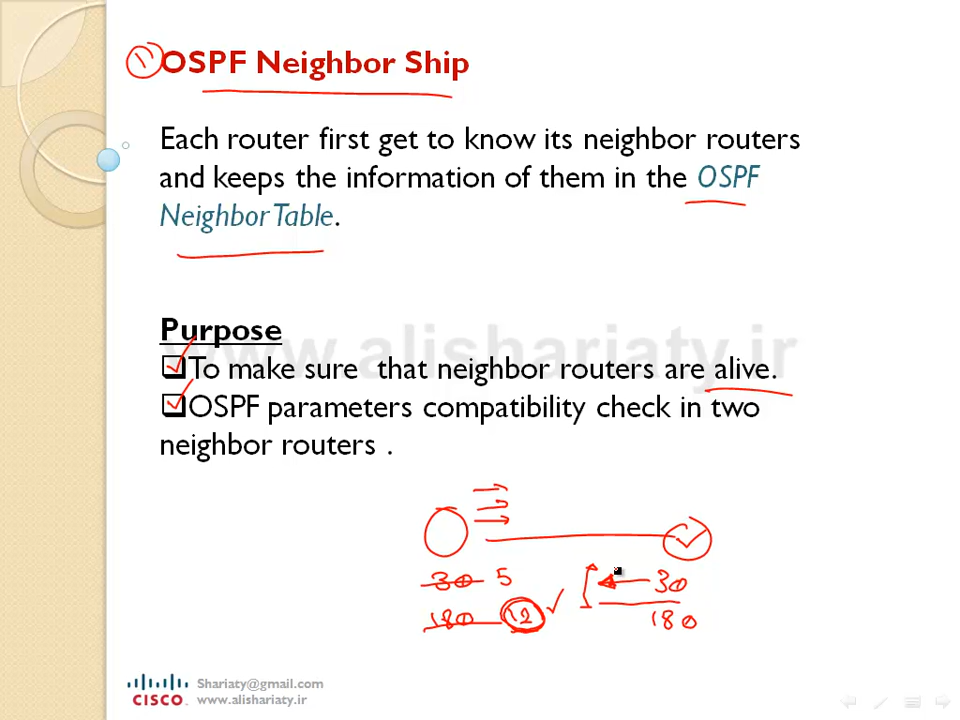 OSPF Neighbor Ship
Each router first get to know its neighbor routers
and keeps the information of them in the OSPF
Neighbor Table.
www.alishariaty.ir
Purpose
To make sure that neighbor routers are alive.
OSPF parameters compatibility check in two
neighbor routers .
30 5 30
180 12 180
Shariaty@gmail.com
CISCO www.alishariaty.ir